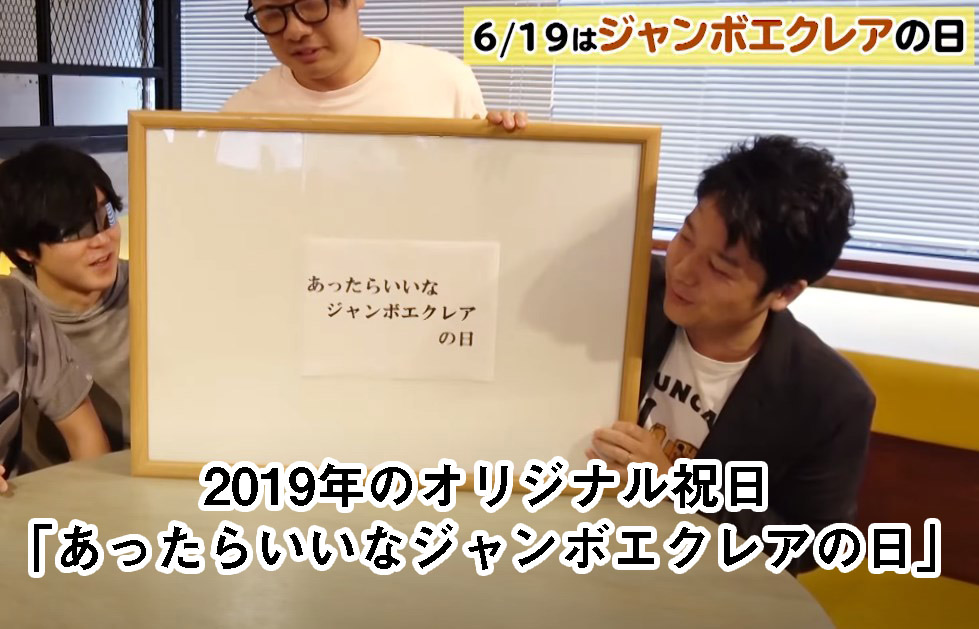 6/19はジャンボエクレアの日
あったらいいな
ジャンボエクレア
の日
UNCA
2019年のオリジナル祝日
「あったらいいなジャンボエクレアの日」